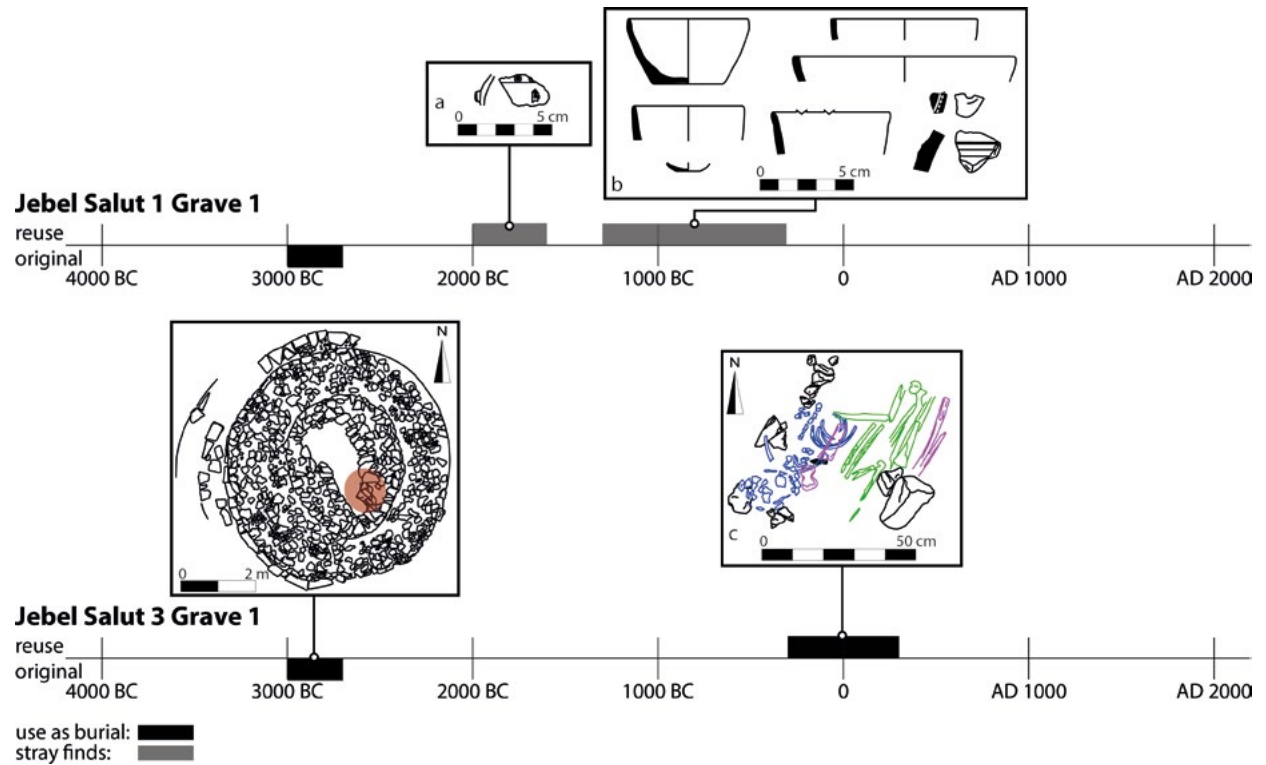 a
0 5 cm
b
0 5 cm
Jebel Salut 1 Grave 1
reuse
original
4000 BC 3000 BC 2000 BC 1000 BC 0 AD 1000 AD 2000
N
0 2 m
N
c
0 50 cm
Jebel Salut 3 Grave 1
reuse
original
4000 BC 3000 BC 2000 BC 1000 BC 0 AD 1000 AD 2000
use as burial:
stray finds: